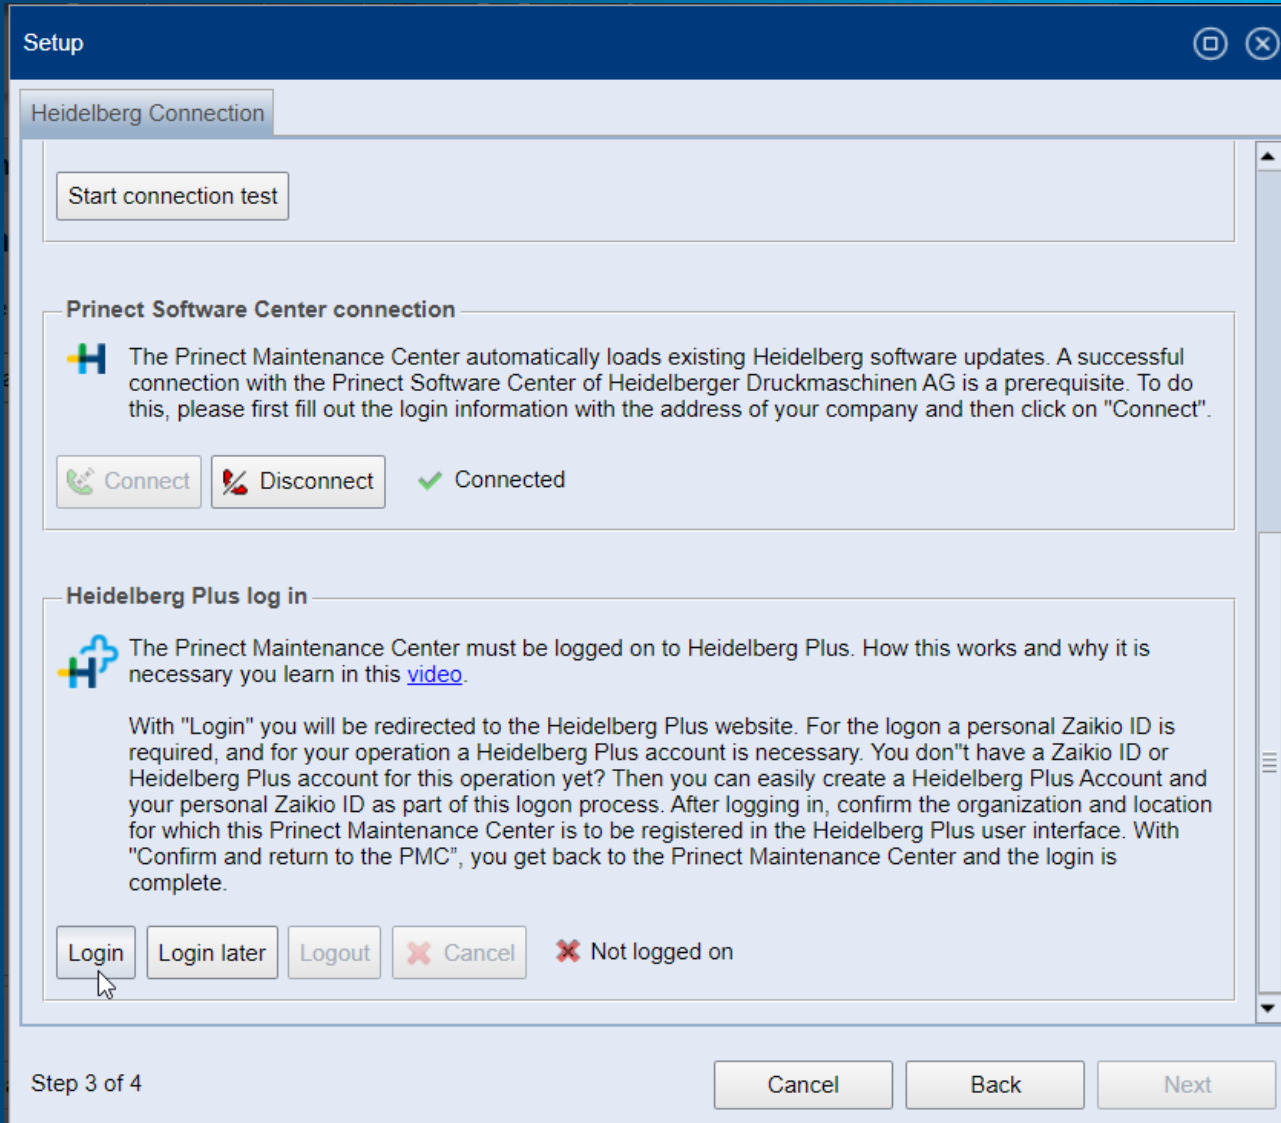 Setup
Heidelberg Connection
Start connection test
Prinect Software Center connection
The Prinect Maintenance Center automatically loads existing Heidelberg software updates. A successful
connection with the Prinect Software Center of Heidelberger Druckmaschinen AG is a prerequisite. To do
this, please first fill out the login information with the address of your company and then click on "Connect".
Connect Disconnect Connected
Heidelberg Plus log in
The Prinect Maintenance Center must be logged on to Heidelberg Plus. How this works and why it is
necessary you learn in this video.
With "Login" you will be redirected to the Heidelberg Plus website. For the logon a personal Zaikio ID is
required, and for your operation a Heidelberg Plus account is necessary. You don"t have a Zaikio ID or
Heidelberg Plus account for this operation yet? Then you can easily create a Heidelberg Plus Account and
your personal Zaikio ID as part of this logon process. After logging in, confirm the organization and location
for which this Prinect Maintenance Center is to be registered in the Heidelberg Plus user interface. With
"Confirm and return to the PMC”, you get back to the Prinect Maintenance Center and the login is
complete.
Login Login later Logout Cancel Not logged on
Step 3 of 4 Cancel Back Next